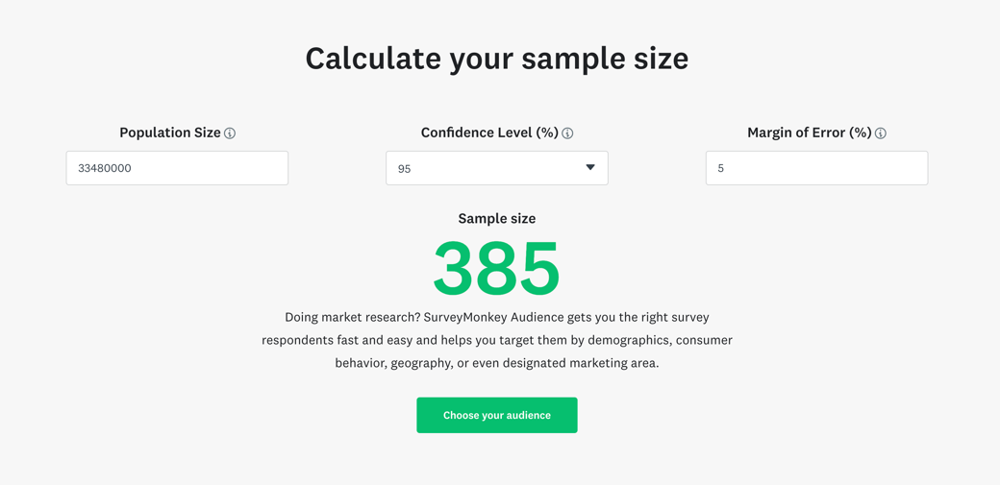 Calculate your sample size
Population Size
Confidence Level (%)
Margin of Error (%)
33480000
95
5
Sample size
385
Doing market research? SurveyMonkey Audience gets you the right survey
respondents fast and easy and helps you target them by demographics, consumer
behavior, geography, or even designated marketing area.
Choose your audience